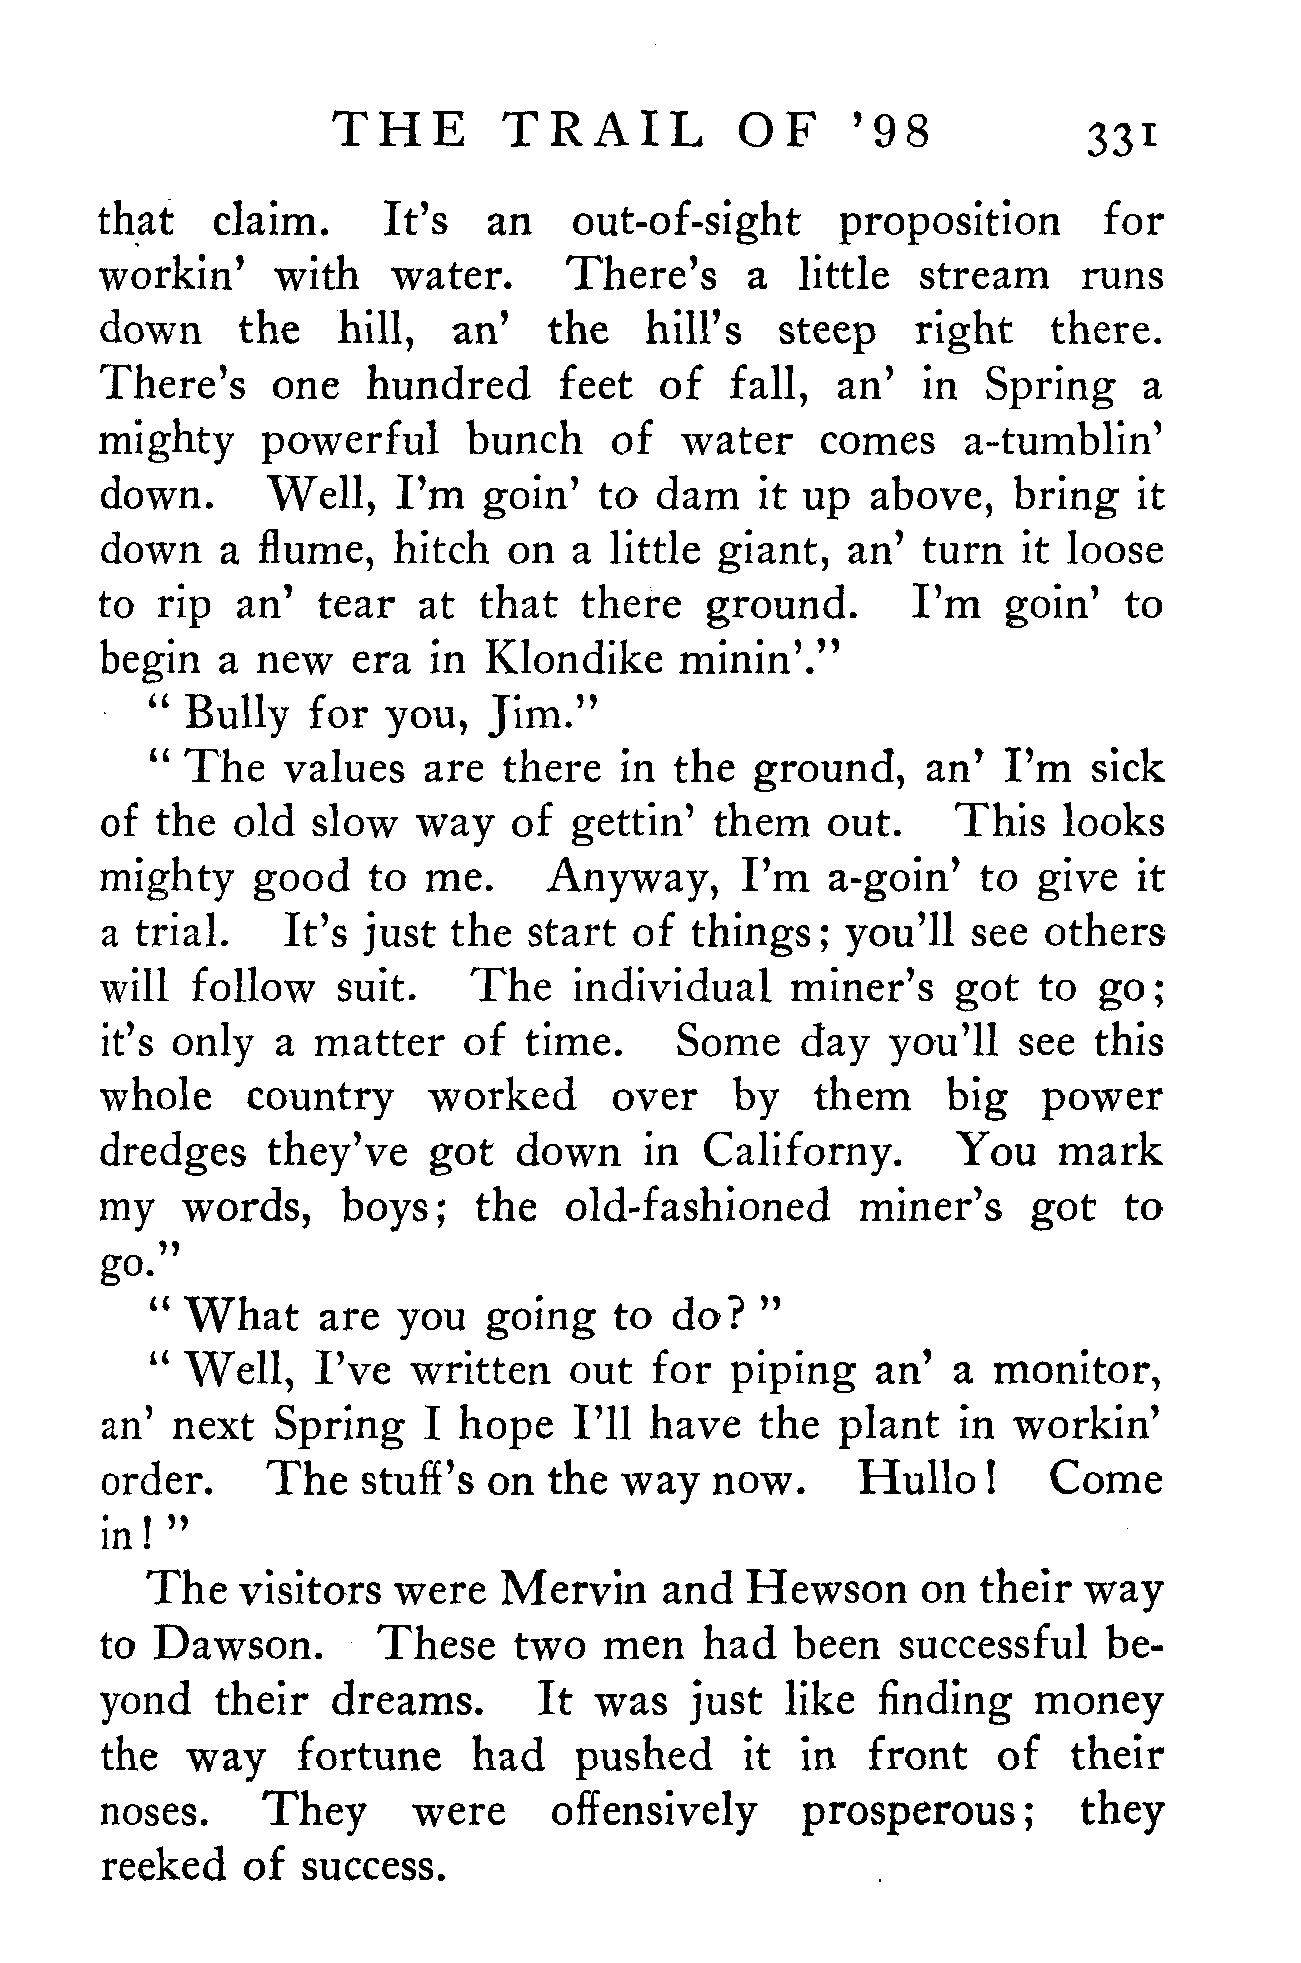 THE TRAIL OF '98 331
that claim. It's an out-of-sight proposition for
workin' with water. There's a little stream runs
down the hill, an' the hill's steep right there.
There's one hundred feet of fall, an' in Spring a
mighty powerful bunch of water comes a-tumblin'
down. Well, I'm goin' to dam it up above, bring it
down a flume, hitch on a little giant, an' turn it loose
to rip an' tear at that there ground. I'm goin' to
begin a new era in Klondike minin'."
" Bully for you, Jim."
" The values are there in the ground, an' I'm sick
of the old slow way of gettin' them out. This looks
mighty good to me. Anyway, I'm a-goin' to give it
a trial. It's just the start of things; you'll see others
will follow suit. The individual miner's got to go;
it's only a matter of time. Some day you'll see this
whole country worked over by them big power
dredges they've got down in Californy. You mark
my words, boys; the old-fashioned miner's got to
go."
" What are you going to do? "
" Well, I've written out for piping an' a monitor,
an' next Spring I hope I'll have the plant in workin'
order. The stuff's on the way now. Hullo! Come
in! "
The visitors were Mervin and Hewson on their way
to Dawson. These two men had been successful be-
yond their dreams. It was just like finding money
the way fortune had pushed it in front of their
noses. They were offensively prosperous; they
reeked of success.